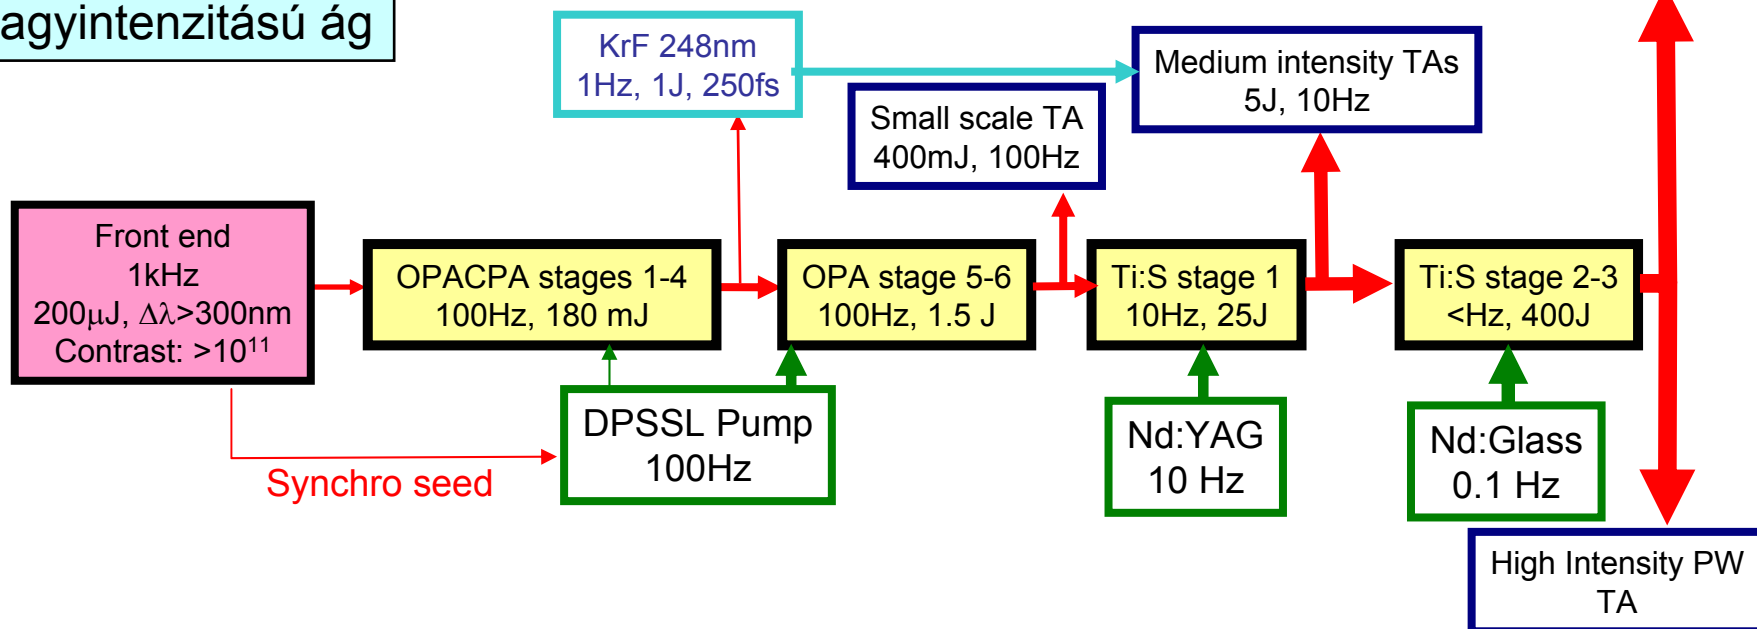 agyintenzitású ág
KrF 248nm
1Hz, 1J, 250fs
Medium intensity TAs
5J, 10Hz
Small scale TA
400mJ, 100Hz
Front end
1kHz
200μJ, Δλ>300nm
Contrast: >10¹¹
OPACPA stages 1-4
100Hz, 180 mJ
OPA stage 5-6
100Hz, 1.5 J
Ti:S stage 1
10Hz, 25J
Ti:S stage 2-3
<Hz, 400J
DPSSL Pump
100Hz
Nd:YAG
10 Hz
Nd:Glass
0.1 Hz
Synchro seed
High Intensity PW
TA